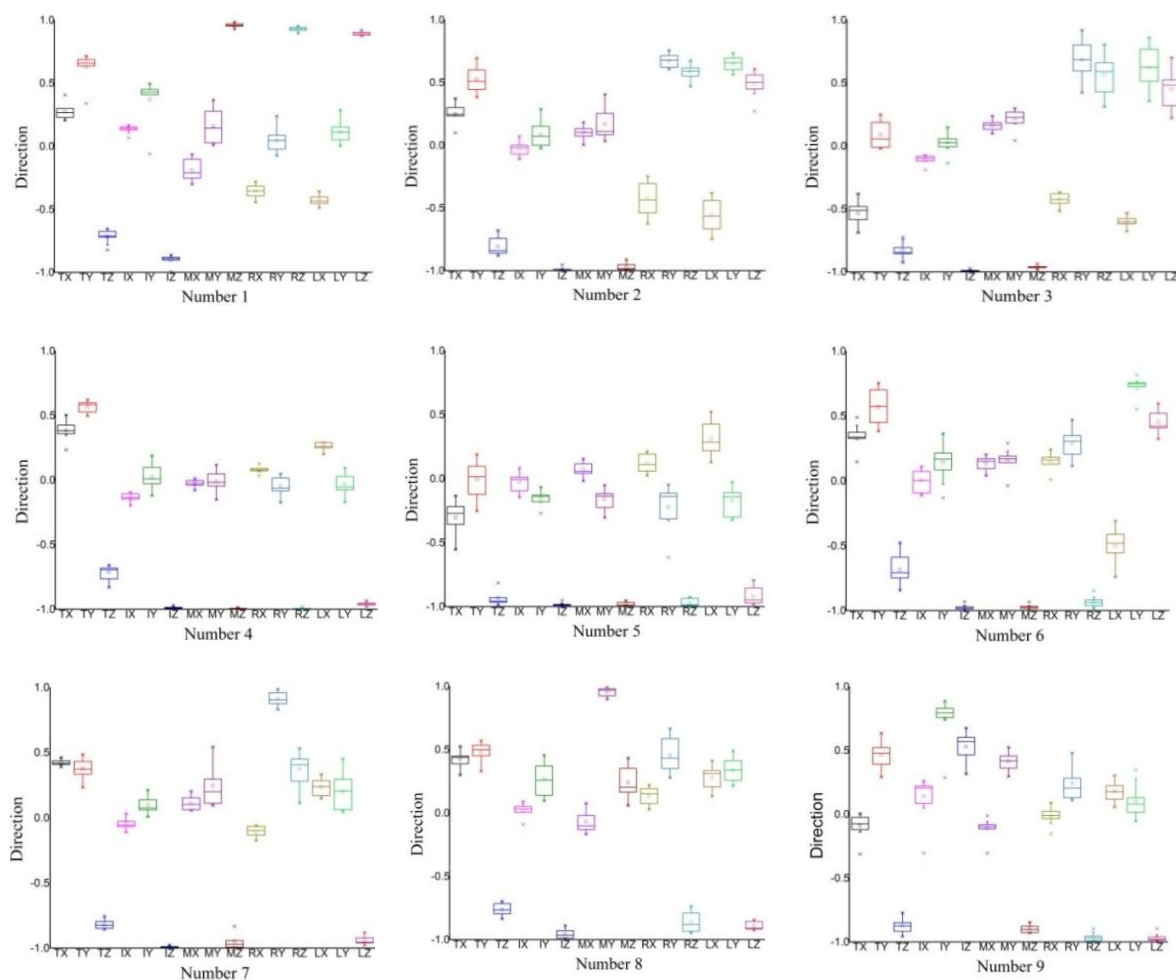 1.0
0.5
0.0
-0.5
-1.0
Direction
TX TY TZ IX IY IZ MX MY MZ RX RY RZ LX LY LZ
Number 1
1.0
0.5
0.0
-0.5
-1.0
Direction
TX TY TZ IX IY IZ MX MY MZ RX RY RZ LX LY LZ
Number 2
1.0
0.5
0.0
-0.5
-1.0
Direction
TX TY TZ IX IY IZ MX MY MZ RX RY RZ LX LY LZ
Number 3
1.0
0.5
0.0
-0.5
-1.0
Direction
TX TY TZ IX IY IZ MX MY MZ RX RY RZ LX LY LZ
Number 4
1.0
0.5
0.0
-0.5
-1.0
Direction
TX TY TZ IX IY IZ MX MY MZ RX RY RZ LX LY LZ
Number 5
1.0
0.5
0.0
-0.5
-1.0
Direction
TX TY TZ IX IY IZ MX MY MZ RX RY RZ LX LY LZ
Number 6
1.0
0.5
0.0
-0.5
-1.0
Direction
TX TY TZ IX IY IZ MX MY MZ RX RY RZ LX LY LZ
Number 7
1.0
0.5
0.0
-0.5
-1.0
Direction
TX TY TZ IX IY IZ MX MY MZ RX RY RZ LX LY LZ
Number 8
1.0
0.5
0.0
-0.5
-1.0
Direction
TX TY TZ IX IY IZ MX MY MZ RX RY RZ LX LY LZ
Number 9